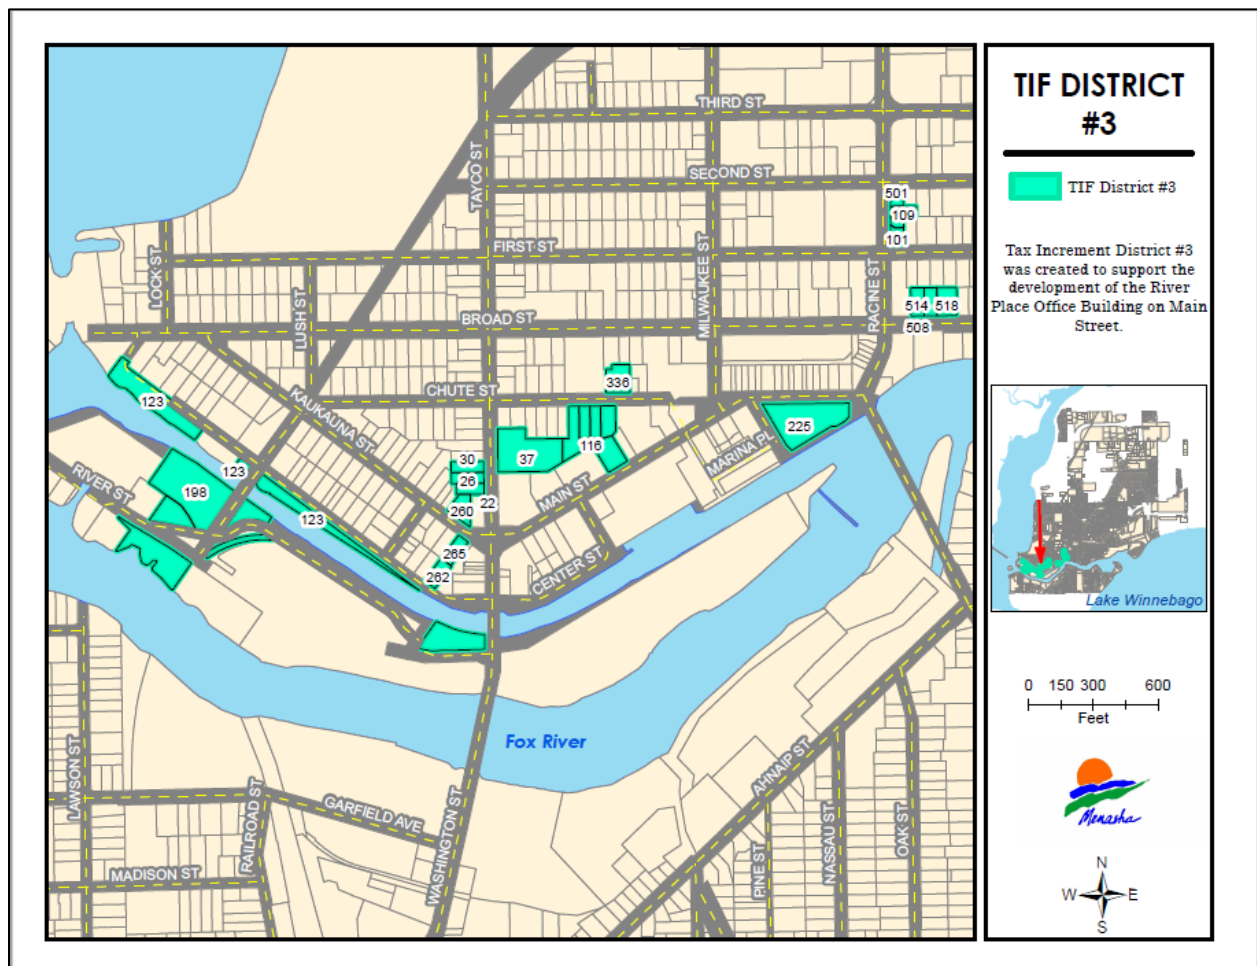 THIRD ST
TAYCO ST
SECOND ST
501
109
101
FIRST ST
MILWAUKEE ST
RACINE ST
LOCK ST
LUSH ST
BROAD ST
514
518
508
336
CHUTE ST
KAUKAUNA ST
123
225
116
37
30
26
22
260
MAIN ST
MARINA PL
RIVER ST
123
198
123
265
262
CENTER ST
Fox River
LAWSON ST
RAILROAD ST
GARFIELD AVE
WASHINGTON ST
AHNAIP ST
MADISON ST
PINE ST
NASSAU ST
OAK ST
TIF DISTRICT
#3
TIF District #3
Tax Increment District #3
was created to support the
development of the River
Place Office Building on Main
Street.
Lake Winnebago
0 150 300 600
Feet
Menasha
N
W E
S